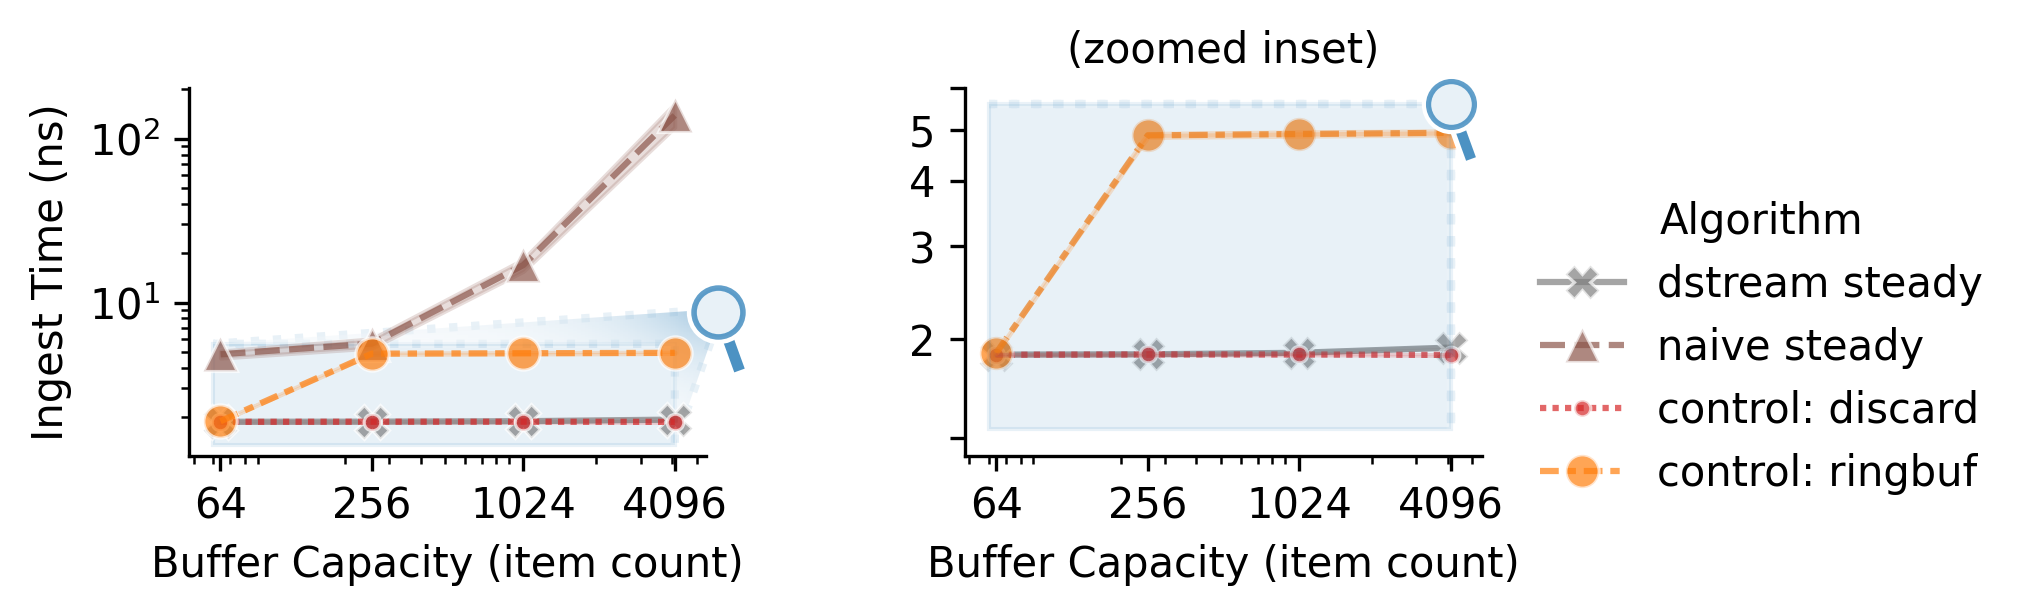 (zoomed inset)
Ingest Time (ns)
10²
10¹
64 256 1024 4096
Buffer Capacity (item count)
5
4
3
2
64 256 1024 4096
Buffer Capacity (item count)
Algorithm
dstream steady
naive steady
control: discard
control: ringbuf